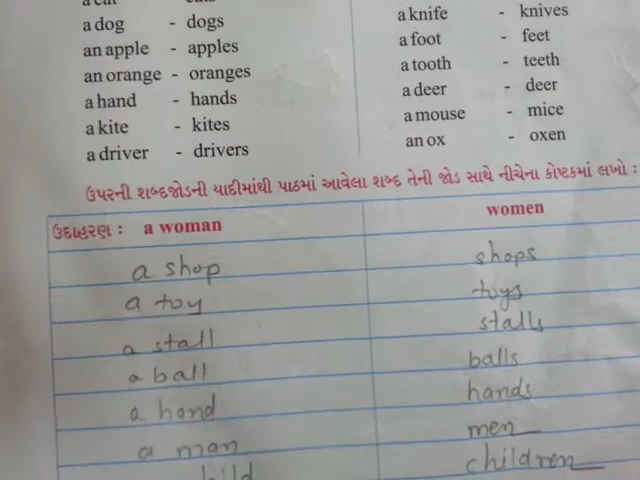 a dog - dogs
an apple - apples
an orange - oranges
a hand - hands
a kite - kites
a driver - drivers
a knife - knives
a foot - feet
a tooth - teeth
a deer - deer
a mouse - mice
an ox - oxen
ઉપરની શબ્દજોડની યાદીમાંથી પાઠમાં આવેલા શબ્દ તેની જોડ સાથે નીચેના કોષ્ટકમાં લખો :
ઉદાહરણ : a woman women
a shop shops
a toy toys
a stall stalls
a ball balls
a hand hands
a man men
children